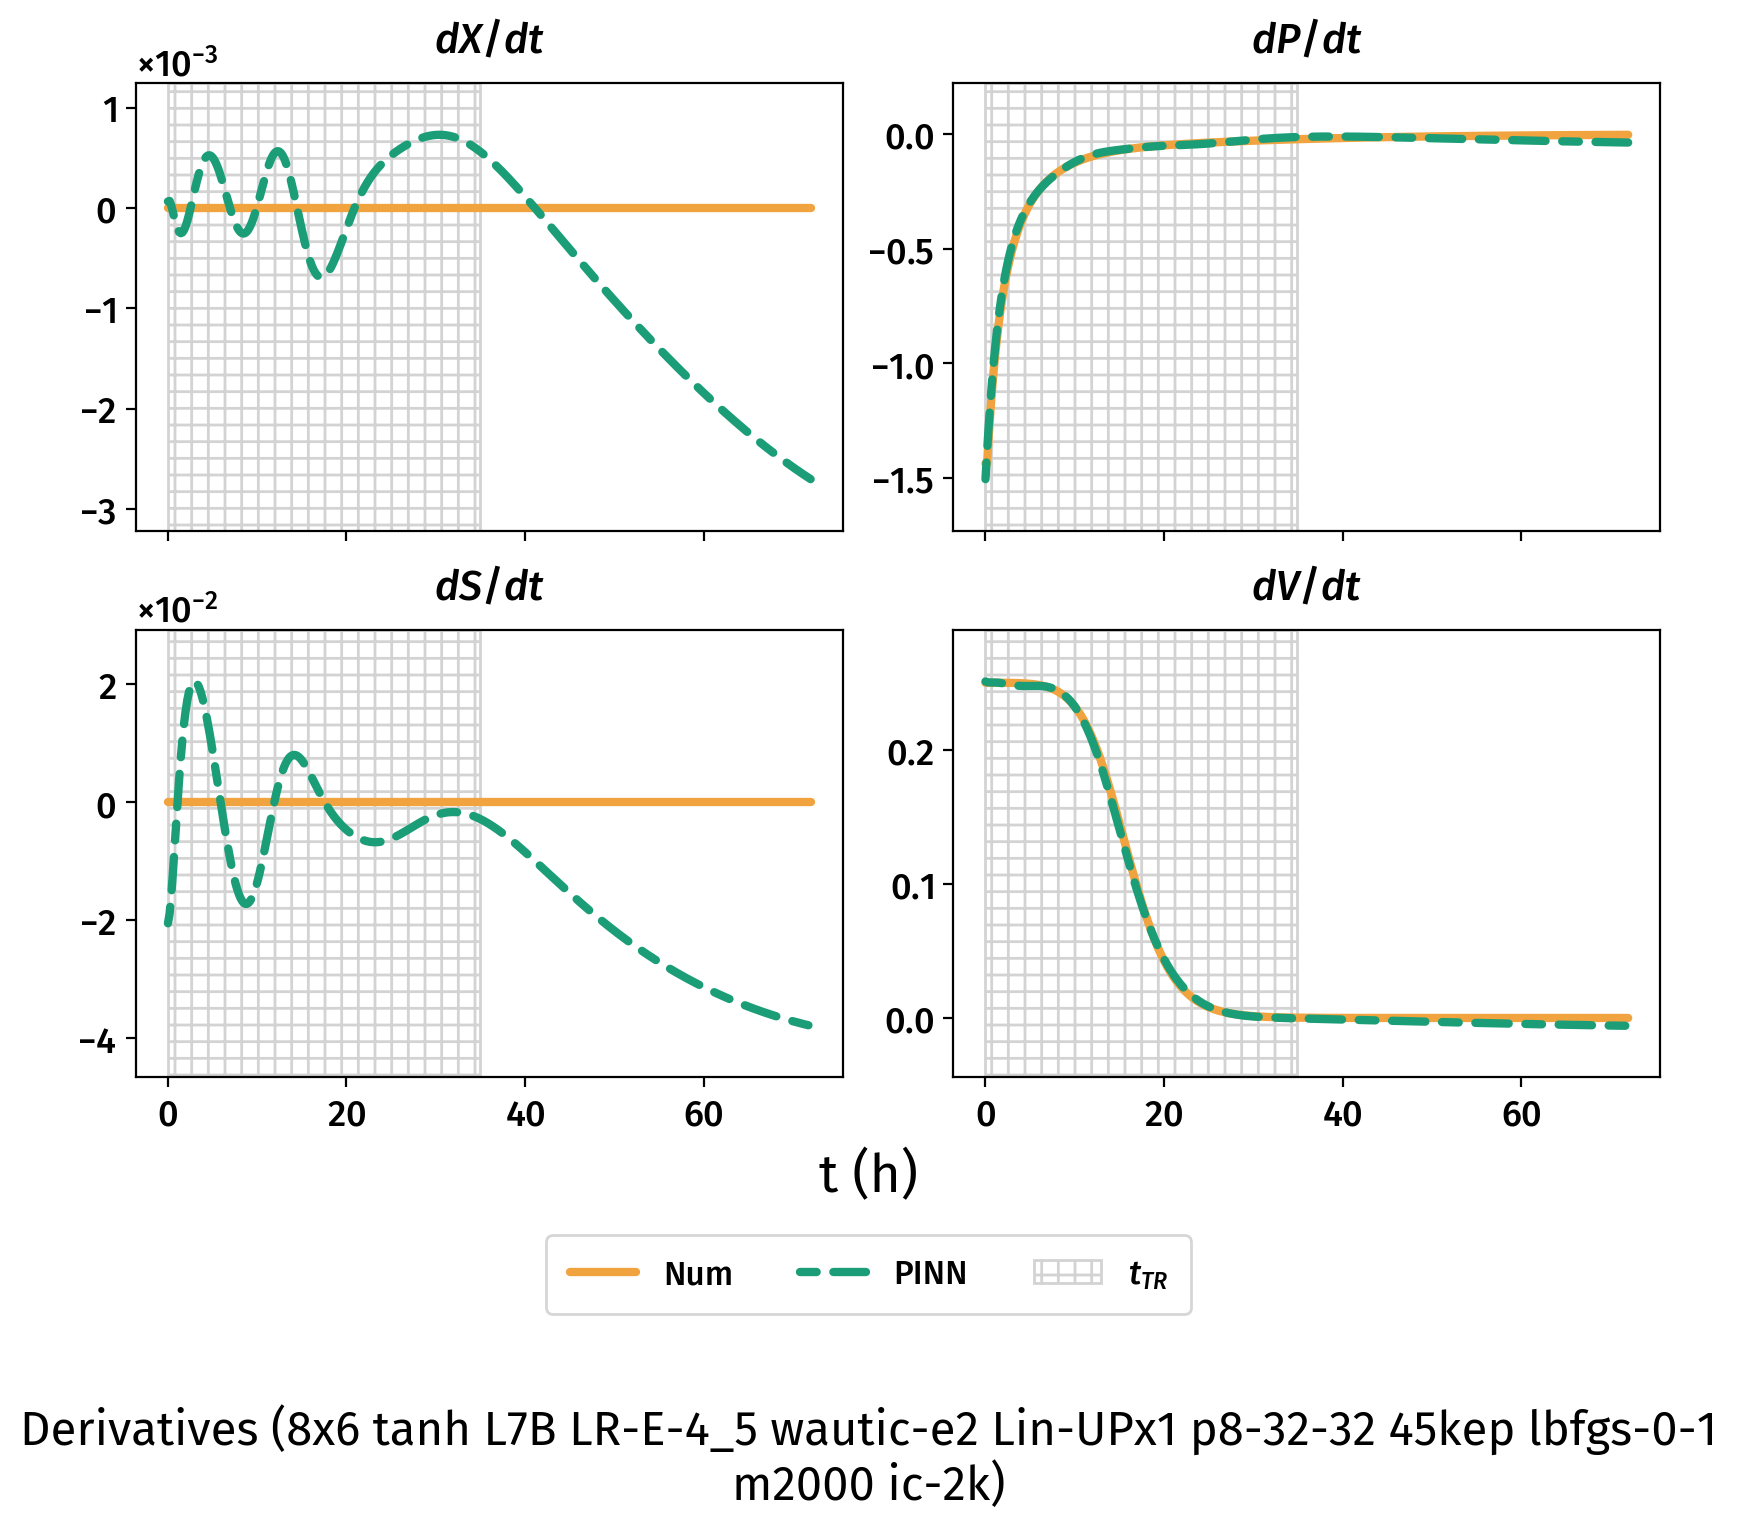 dX/dt
×10⁻³
1
0
−1
−2
−3
dP/dt
0.0
−0.5
−1.0
−1.5
dS/dt
×10⁻²
2
0
−2
−4
0 20 40 60
dV/dt
0.2
0.1
0.0
0 20 40 60
t (h)
Num PINN t_TR
Derivatives (8x6 tanh L7B LR-E-4_5 wautic-e2 Lin-UPx1 p8-32-32 45kep lbfgs-0-1
m2000 ic-2k)